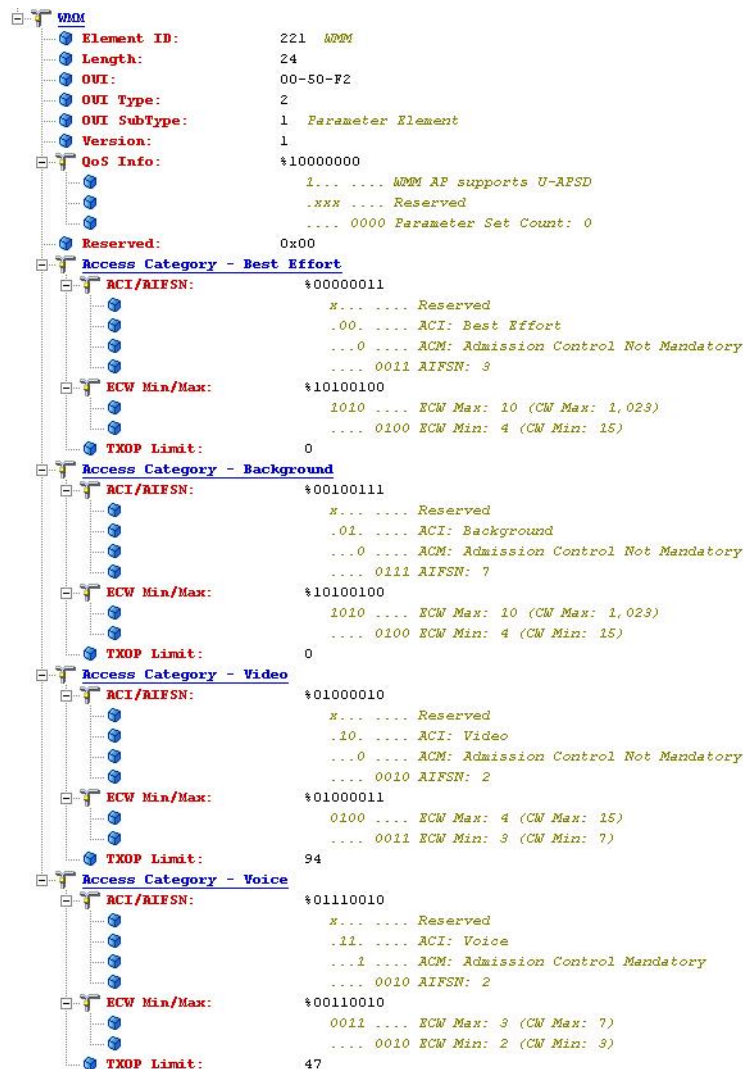 WMM
Element ID: 221 WMM
Length: 24
OUI: 00-50-F2
OUI Type: 2
OUI SubType: 1 Parameter Element
Version: 1
QoS Info: %10000000
1... .... WMM AP supports U-APSD
.xxx .... Reserved
.... 0000 Parameter Set Count: 0
Reserved: 0x00
Access Category - Best Effort
ACI/AIFSN: %00000011
x... .... Reserved
.00. .... ACI: Best Effort
...0 .... ACM: Admission Control Not Mandatory
.... 0011 AIFSN: 3
ECW Min/Max: %10100100
1010 .... ECW Max: 10 (CW Max: 1,023)
.... 0100 ECW Min: 4 (CW Min: 15)
TXOP Limit: 0
Access Category - Background
ACI/AIFSN: %00100111
x... .... Reserved
.01. .... ACI: Background
...0 .... ACM: Admission Control Not Mandatory
.... 0111 AIFSN: 7
ECW Min/Max: %10100100
1010 .... ECW Max: 10 (CW Max: 1,023)
.... 0100 ECW Min: 4 (CW Min: 15)
TXOP Limit: 0
Access Category - Video
ACI/AIFSN: %01000010
x... .... Reserved
.10. .... ACI: Video
...0 .... ACM: Admission Control Not Mandatory
.... 0010 AIFSN: 2
ECW Min/Max: %01000011
0100 .... ECW Max: 4 (CW Max: 15)
.... 0011 ECW Min: 3 (CW Min: 7)
TXOP Limit: 94
Access Category - Voice
ACI/AIFSN: %01110010
x... .... Reserved
.11. .... ACI: Voice
...1 .... ACM: Admission Control Mandatory
.... 0010 AIFSN: 2
ECW Min/Max: %00110010
0011 .... ECW Max: 3 (CW Max: 7)
.... 0010 ECW Min: 2 (CW Min: 3)
TXOP Limit: 47